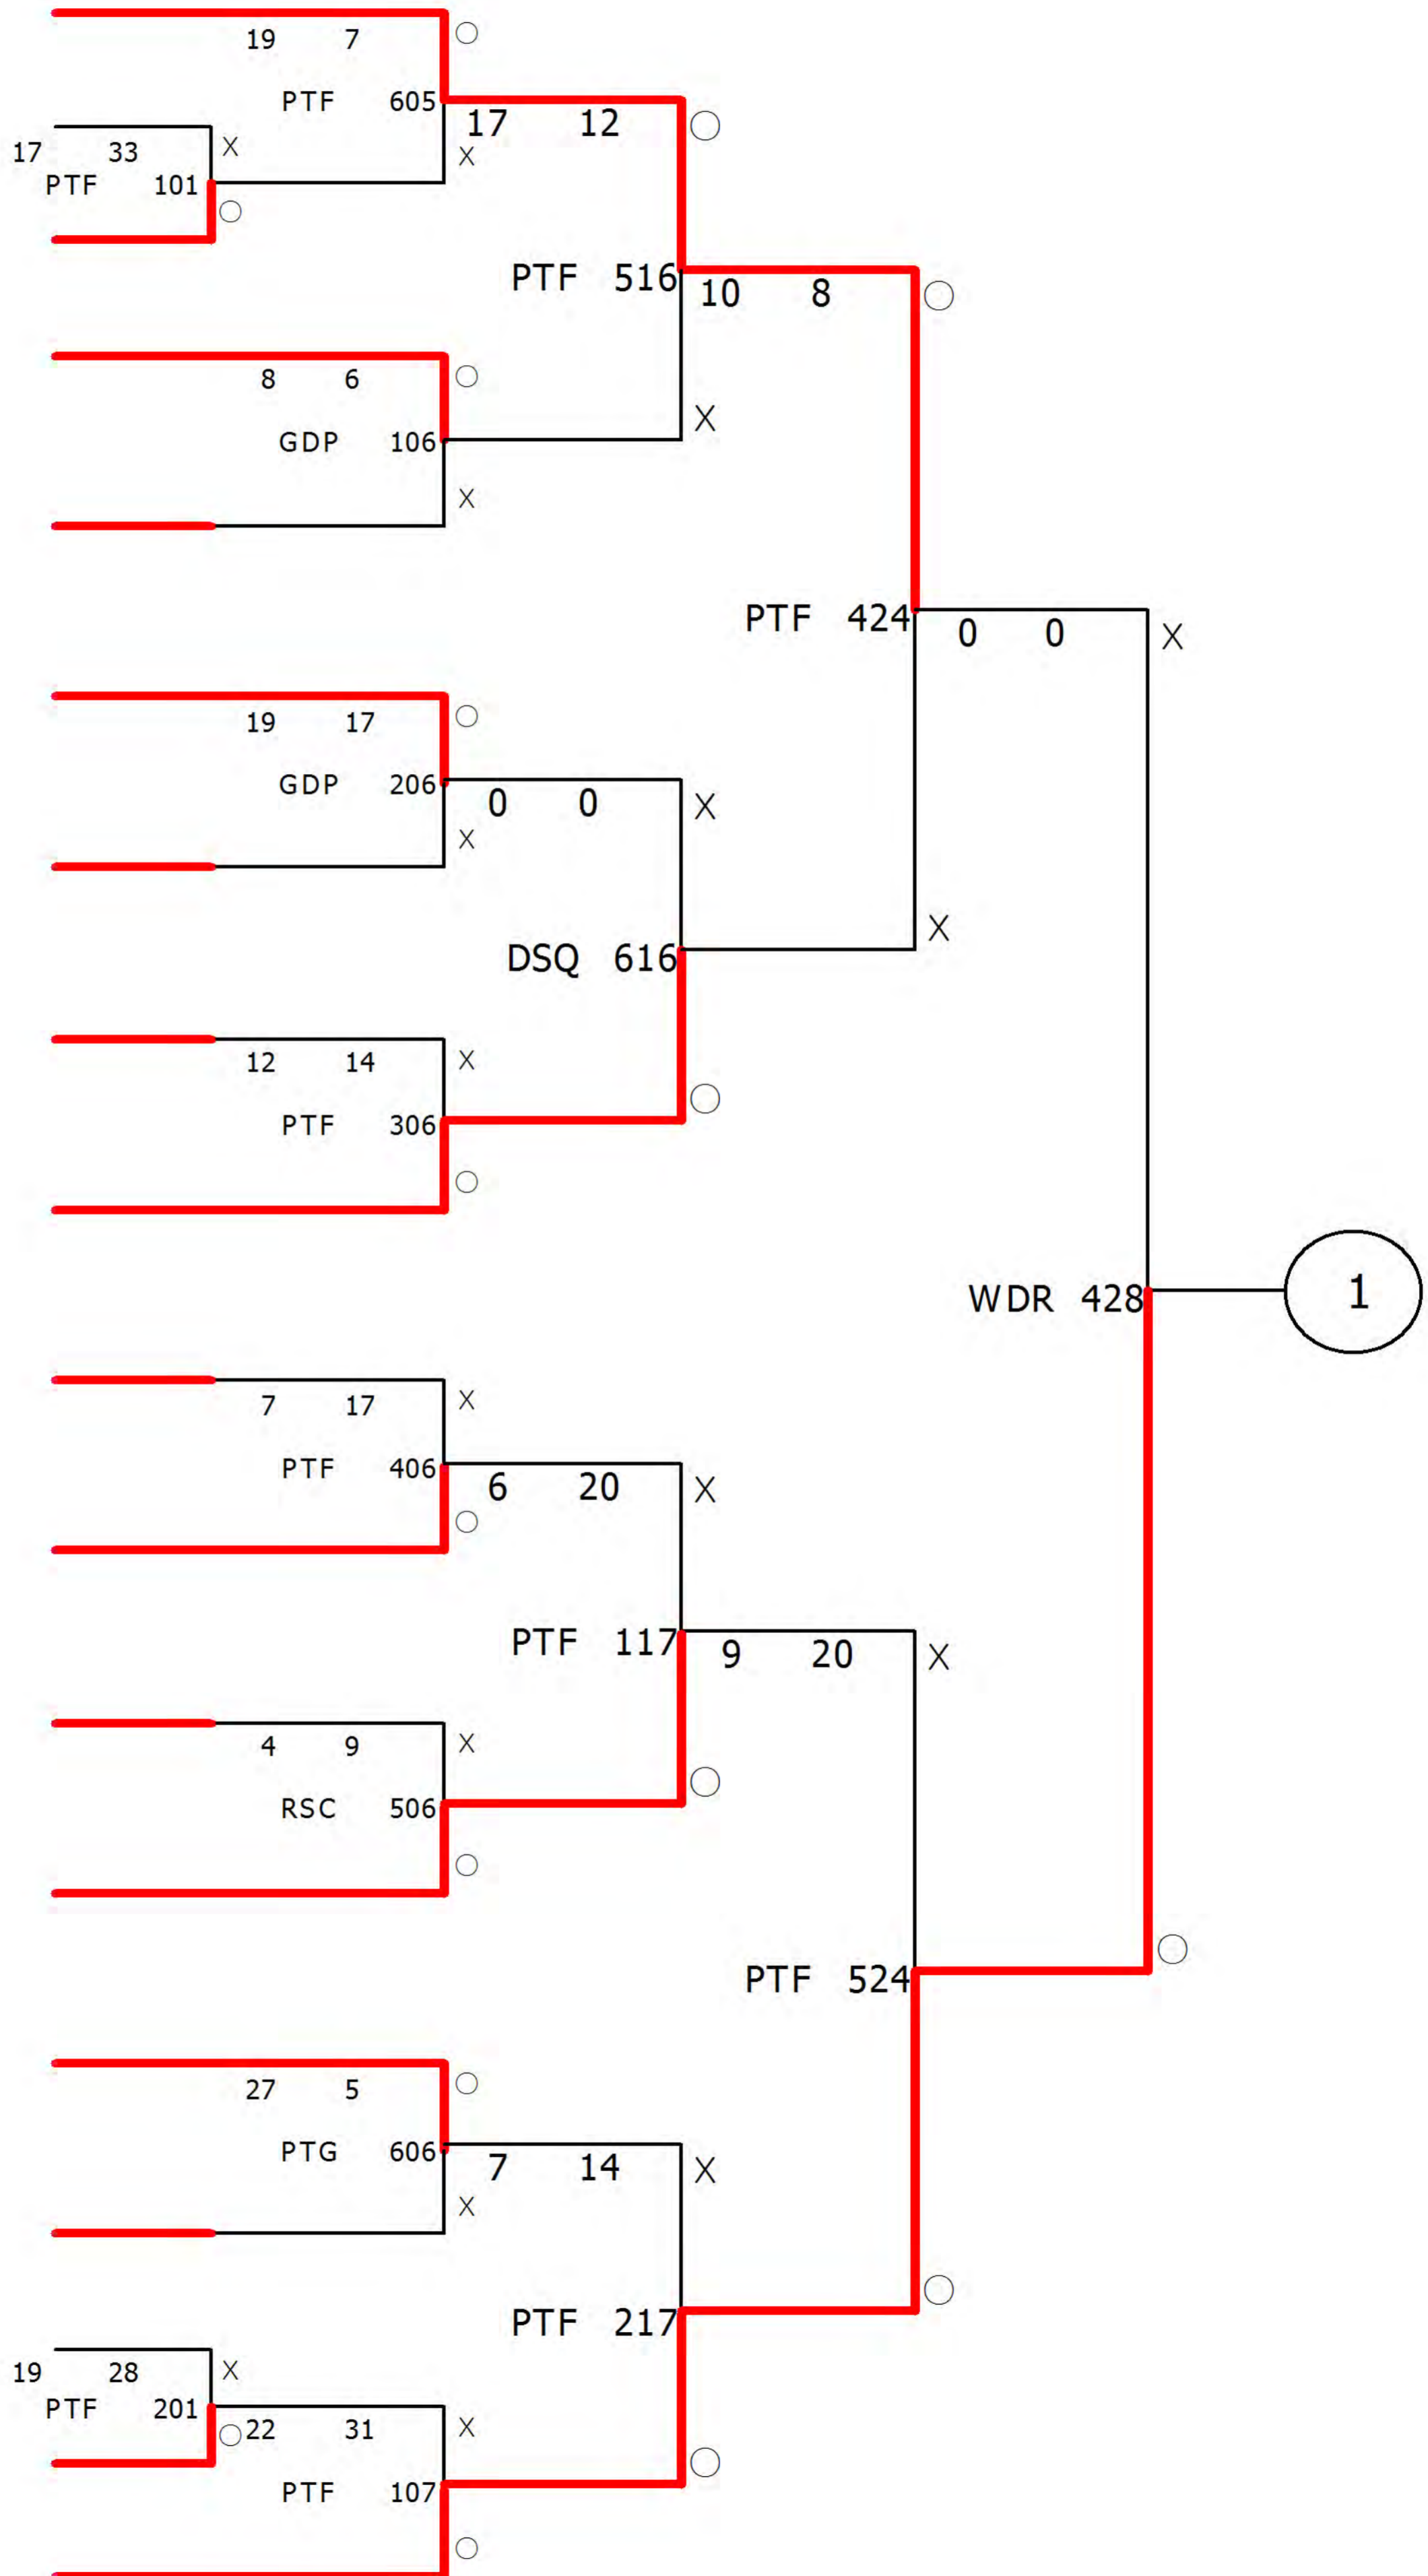 19 7
PTF 605
17 12
X
17 33
X
PTF 101
PTF 516
10 8
8 6
X
GDP 106
X
PTF 424
0 0
X
19 17
GDP 206
0 0
X
X
X
DSQ 616
12 14
X
PTF 306
WDR 428
1
7 17
X
PTF 406
6 20
X
PTF 117
9 20
X
4 9
X
RSC 506
PTF 524
27 5
PTG 606
7 14
X
X
PTF 217
19 28
X
PTF 201
22 31
X
PTF 107